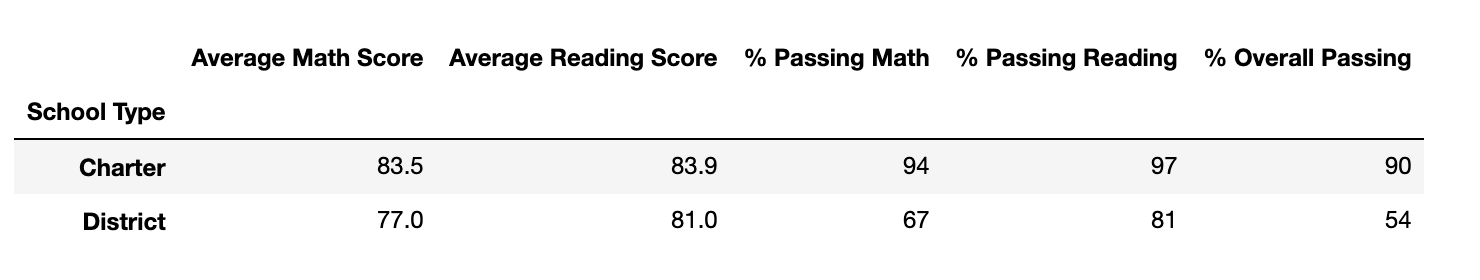 Average Math Score Average Reading Score % Passing Math % Passing Reading % Overall Passing
School Type
Charter 83.5 83.9 94 97 90
District 77.0 81.0 67 81 54